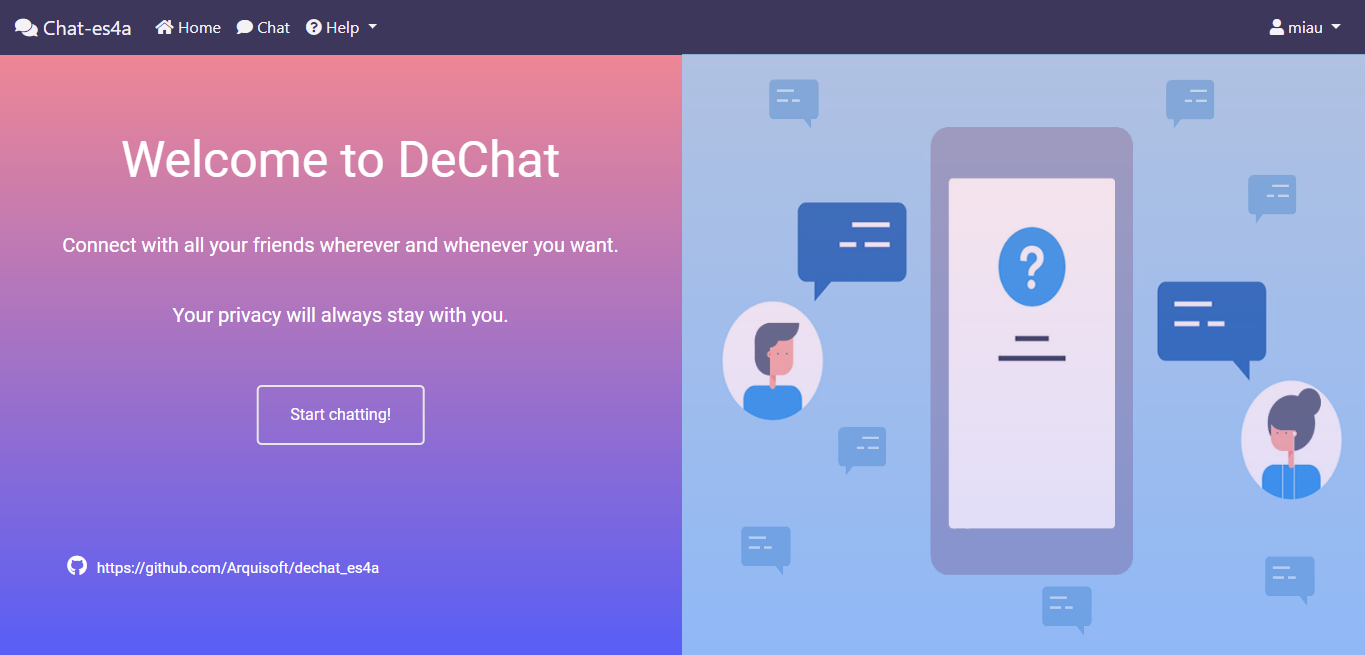 Chat-es4a Home Chat Help miau
Welcome to DeChat
Connect with all your friends wherever and whenever you want.
Your privacy will always stay with you.
Start chatting!
https://github.com/Arquisoft/dechat_es4a
?